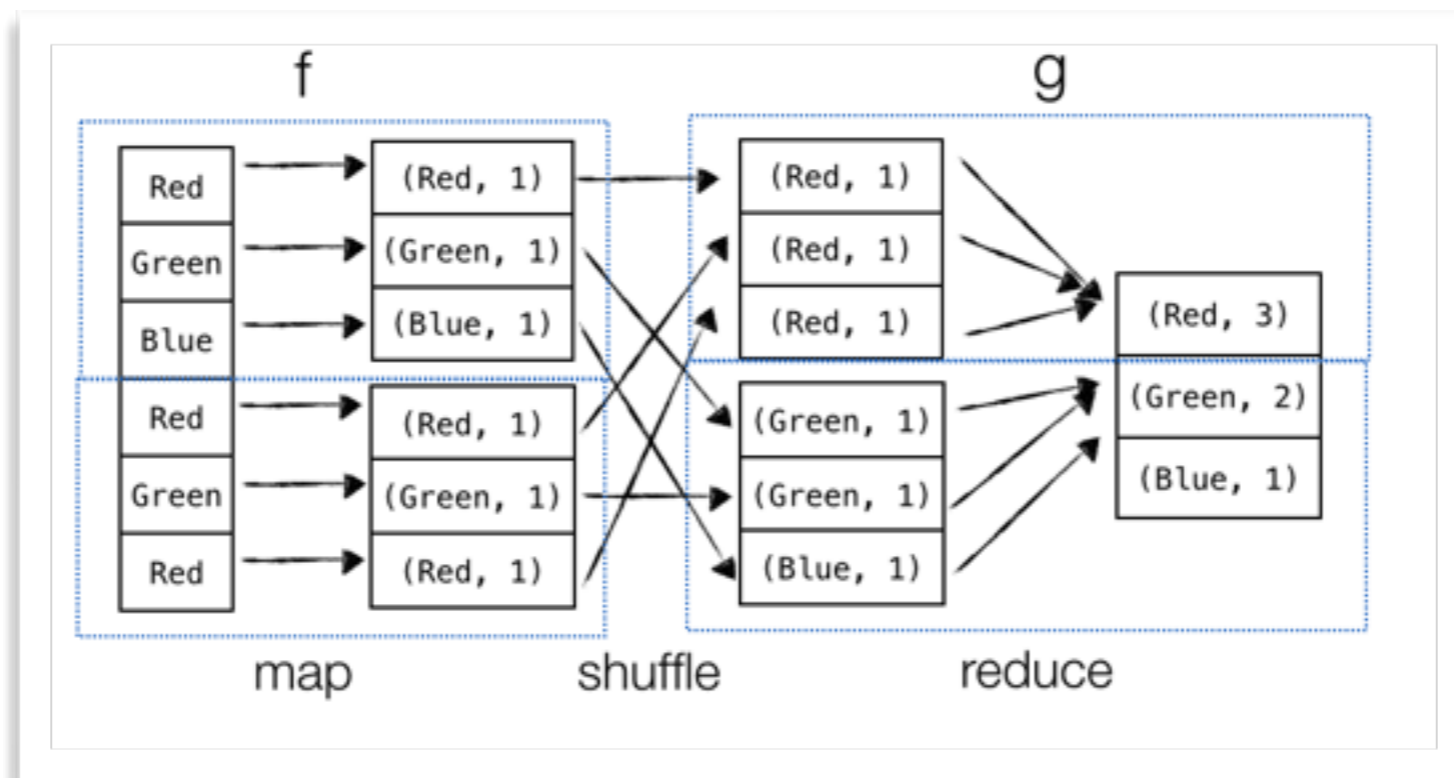 f
g
Red
Green
Blue
Red
Green
Red
(Red, 1)
(Green, 1)
(Blue, 1)
(Red, 1)
(Green, 1)
(Red, 1)
(Red, 1)
(Red, 1)
(Red, 1)
(Green, 1)
(Green, 1)
(Blue, 1)
(Red, 3)
(Green, 2)
(Blue, 1)
map
shuffle
reduce